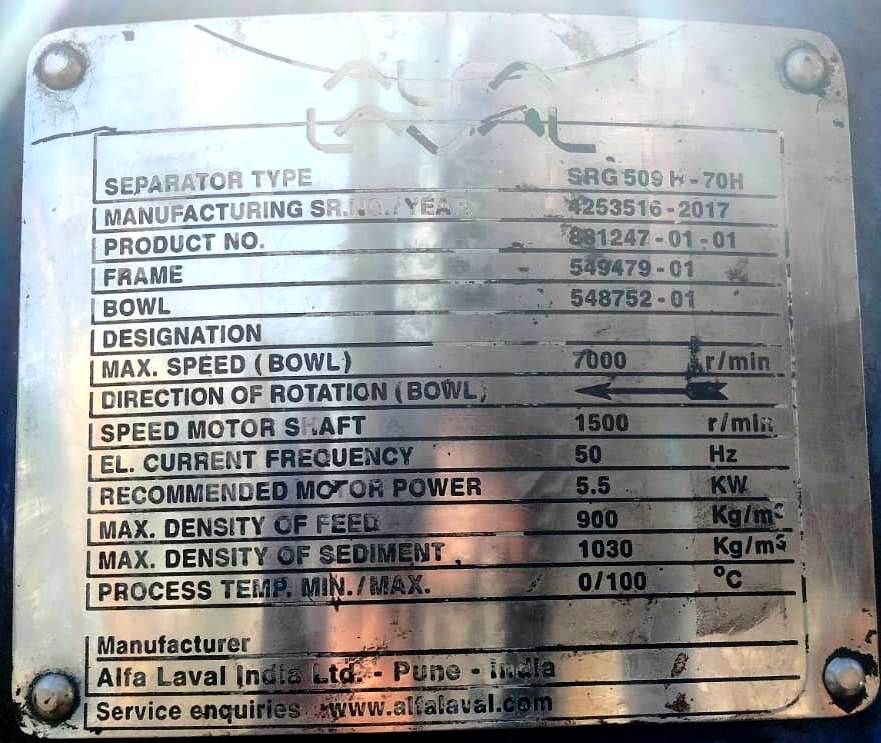 ALFA
LAVAL
SEPARATOR TYPE SRG 509 H - 70H
MANUFACTURING SR.NO./YEAR 4253516 - 2017
PRODUCT NO. 881247 - 01 - 01
FRAME 549479 - 01
BOWL 548752 - 01
DESIGNATION
MAX. SPEED (BOWL) 7000 r/min
DIRECTION OF ROTATION (BOWL)
SPEED MOTOR SHAFT 1500 r/min
EL. CURRENT FREQUENCY 50 Hz
RECOMMENDED MOTOR POWER 5.5 KW
MAX. DENSITY OF FEED 900 Kg/m³
MAX. DENSITY OF SEDIMENT 1030 Kg/m³
PROCESS TEMP. MIN./MAX. 0/100 °C
Manufacturer
Alfa Laval India Ltd. - Pune - India
Service enquiries www.alfalaval.com